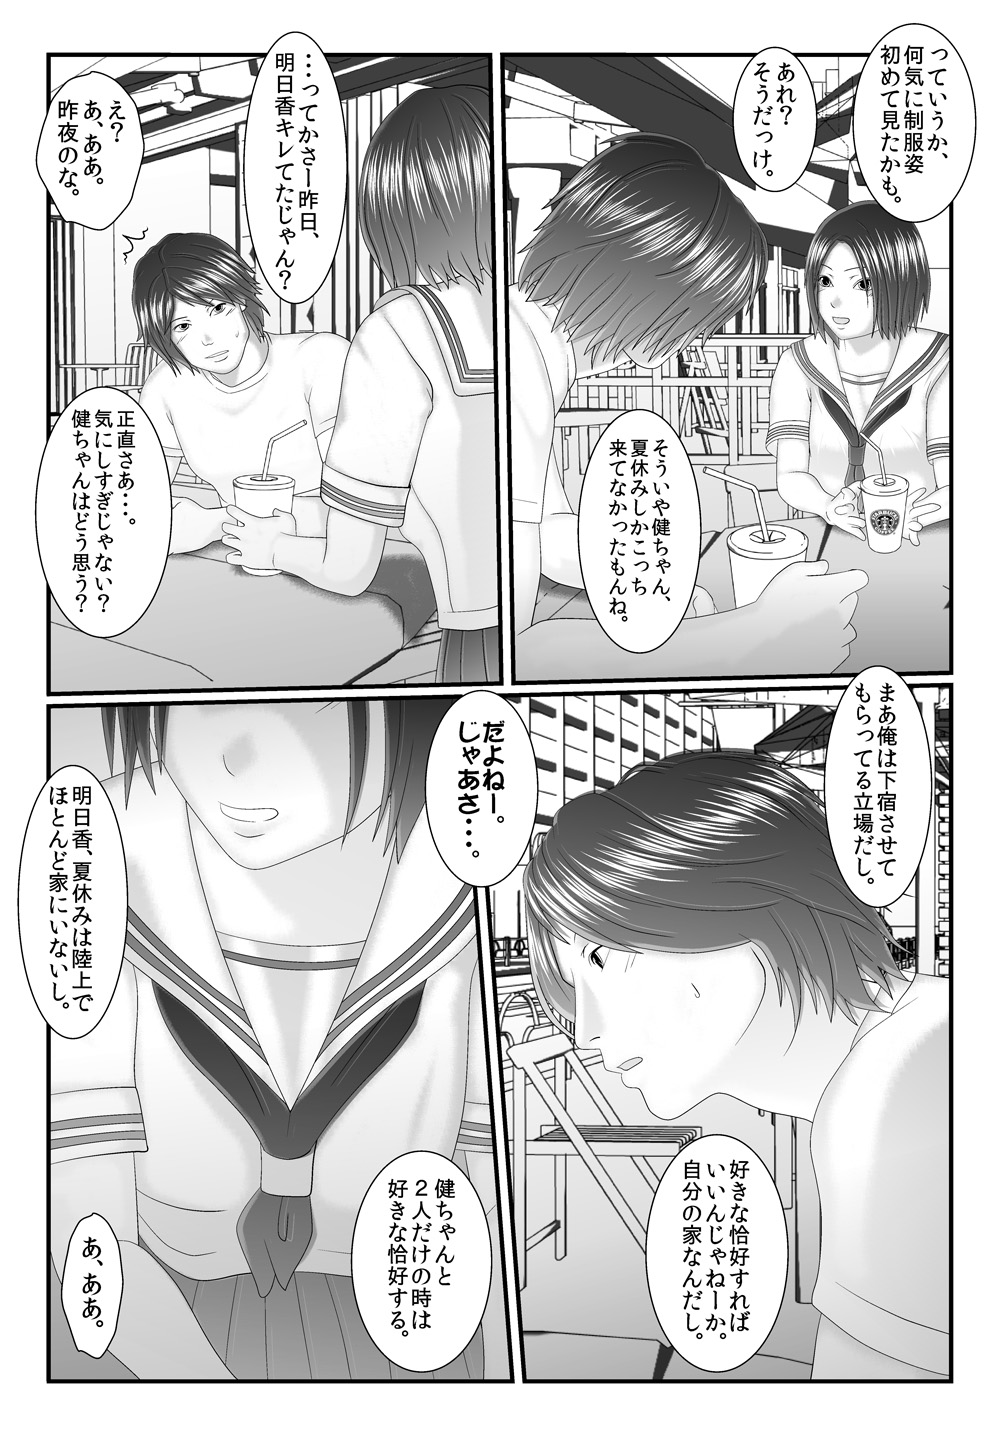 っていうか、
何気に制服姿
初めて見たかも。
あれ？
そうだっけ。
そういや健ちゃん、
夏休みしかこっち
来てなかったもんね。
・・・ってかさー昨日、
明日香キレてたじゃん？
え？
あ、ああ。
昨夜のな。
正直さあ・・・。
気にしすぎじゃない？
健ちゃんはどう思う？
まあ俺は下宿させて
もらってる立場だし。
好きな恰好すれば
いいんじゃねーか。
自分の家なんだし。
だよねー。
じゃあさ・・・。
明日香、夏休みは陸上で
ほとんど家にいないし。
健ちゃんと
２人だけの時は
好きな恰好する。
あ、ああ。